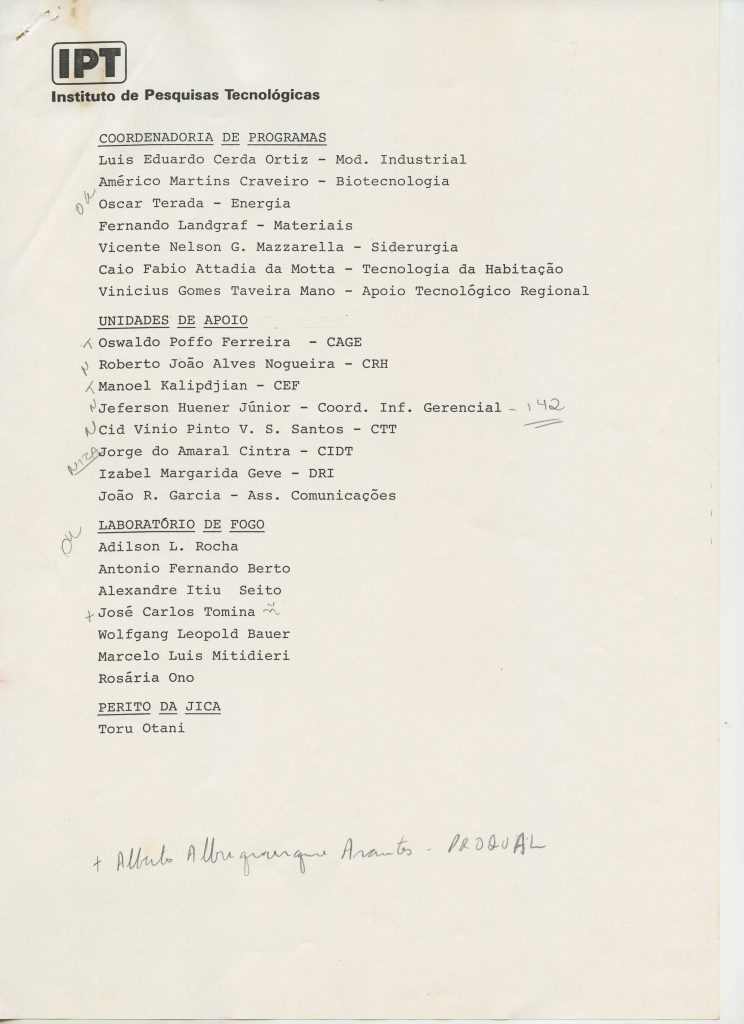 IPT
Instituto de Pesquisas Tecnológicas
COORDENADORIA DE PROGRAMAS
Luis Eduardo Cerda Ortiz - Mod. Industrial
Américo Martins Craveiro - Biotecnologia
ok Oscar Terada - Energia
Fernando Landgraf - Materiais
Vicente Nelson G. Mazzarella - Siderurgia
Caio Fabio Attadia da Motta - Tecnologia da Habitação
Vinicius Gomes Taveira Mano - Apoio Tecnológico Regional
UNIDADES DE APOIO
Oswaldo Poffo Ferreira - CAGE
N Roberto João Alves Nogueira - CRH
Manoel Kalipdjian - CEF
N Jeferson Huener Júnior - Coord. Inf. Gerencial - 142
N Cid Vinio Pinto V. S. Santos - CTT
Jorge do Amaral Cintra - CIDT
Izabel Margarida Geve - DRI
João R. Garcia - Ass. Comunicações
ok LABORATÓRIO DE FOGO
Adilson L. Rocha
Antonio Fernando Berto
Alexandre Itiu Seito
+ José Carlos Tomina ñ
Wolfgang Leopold Bauer
Marcelo Luis Mitidieri
Rosária Ono
PERITO DA JICA
Toru Otani
+ Alberto Albuquerque Arantes - PROQUAL